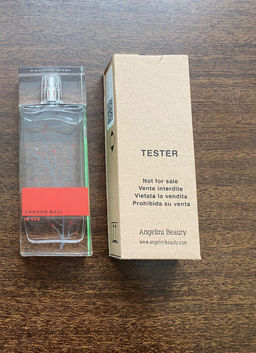 TESTER
Not for sale
Vente interdite
Vietata la vendita
Prohibida su venta
Angelini Beauty
www.angelinibeauty.com